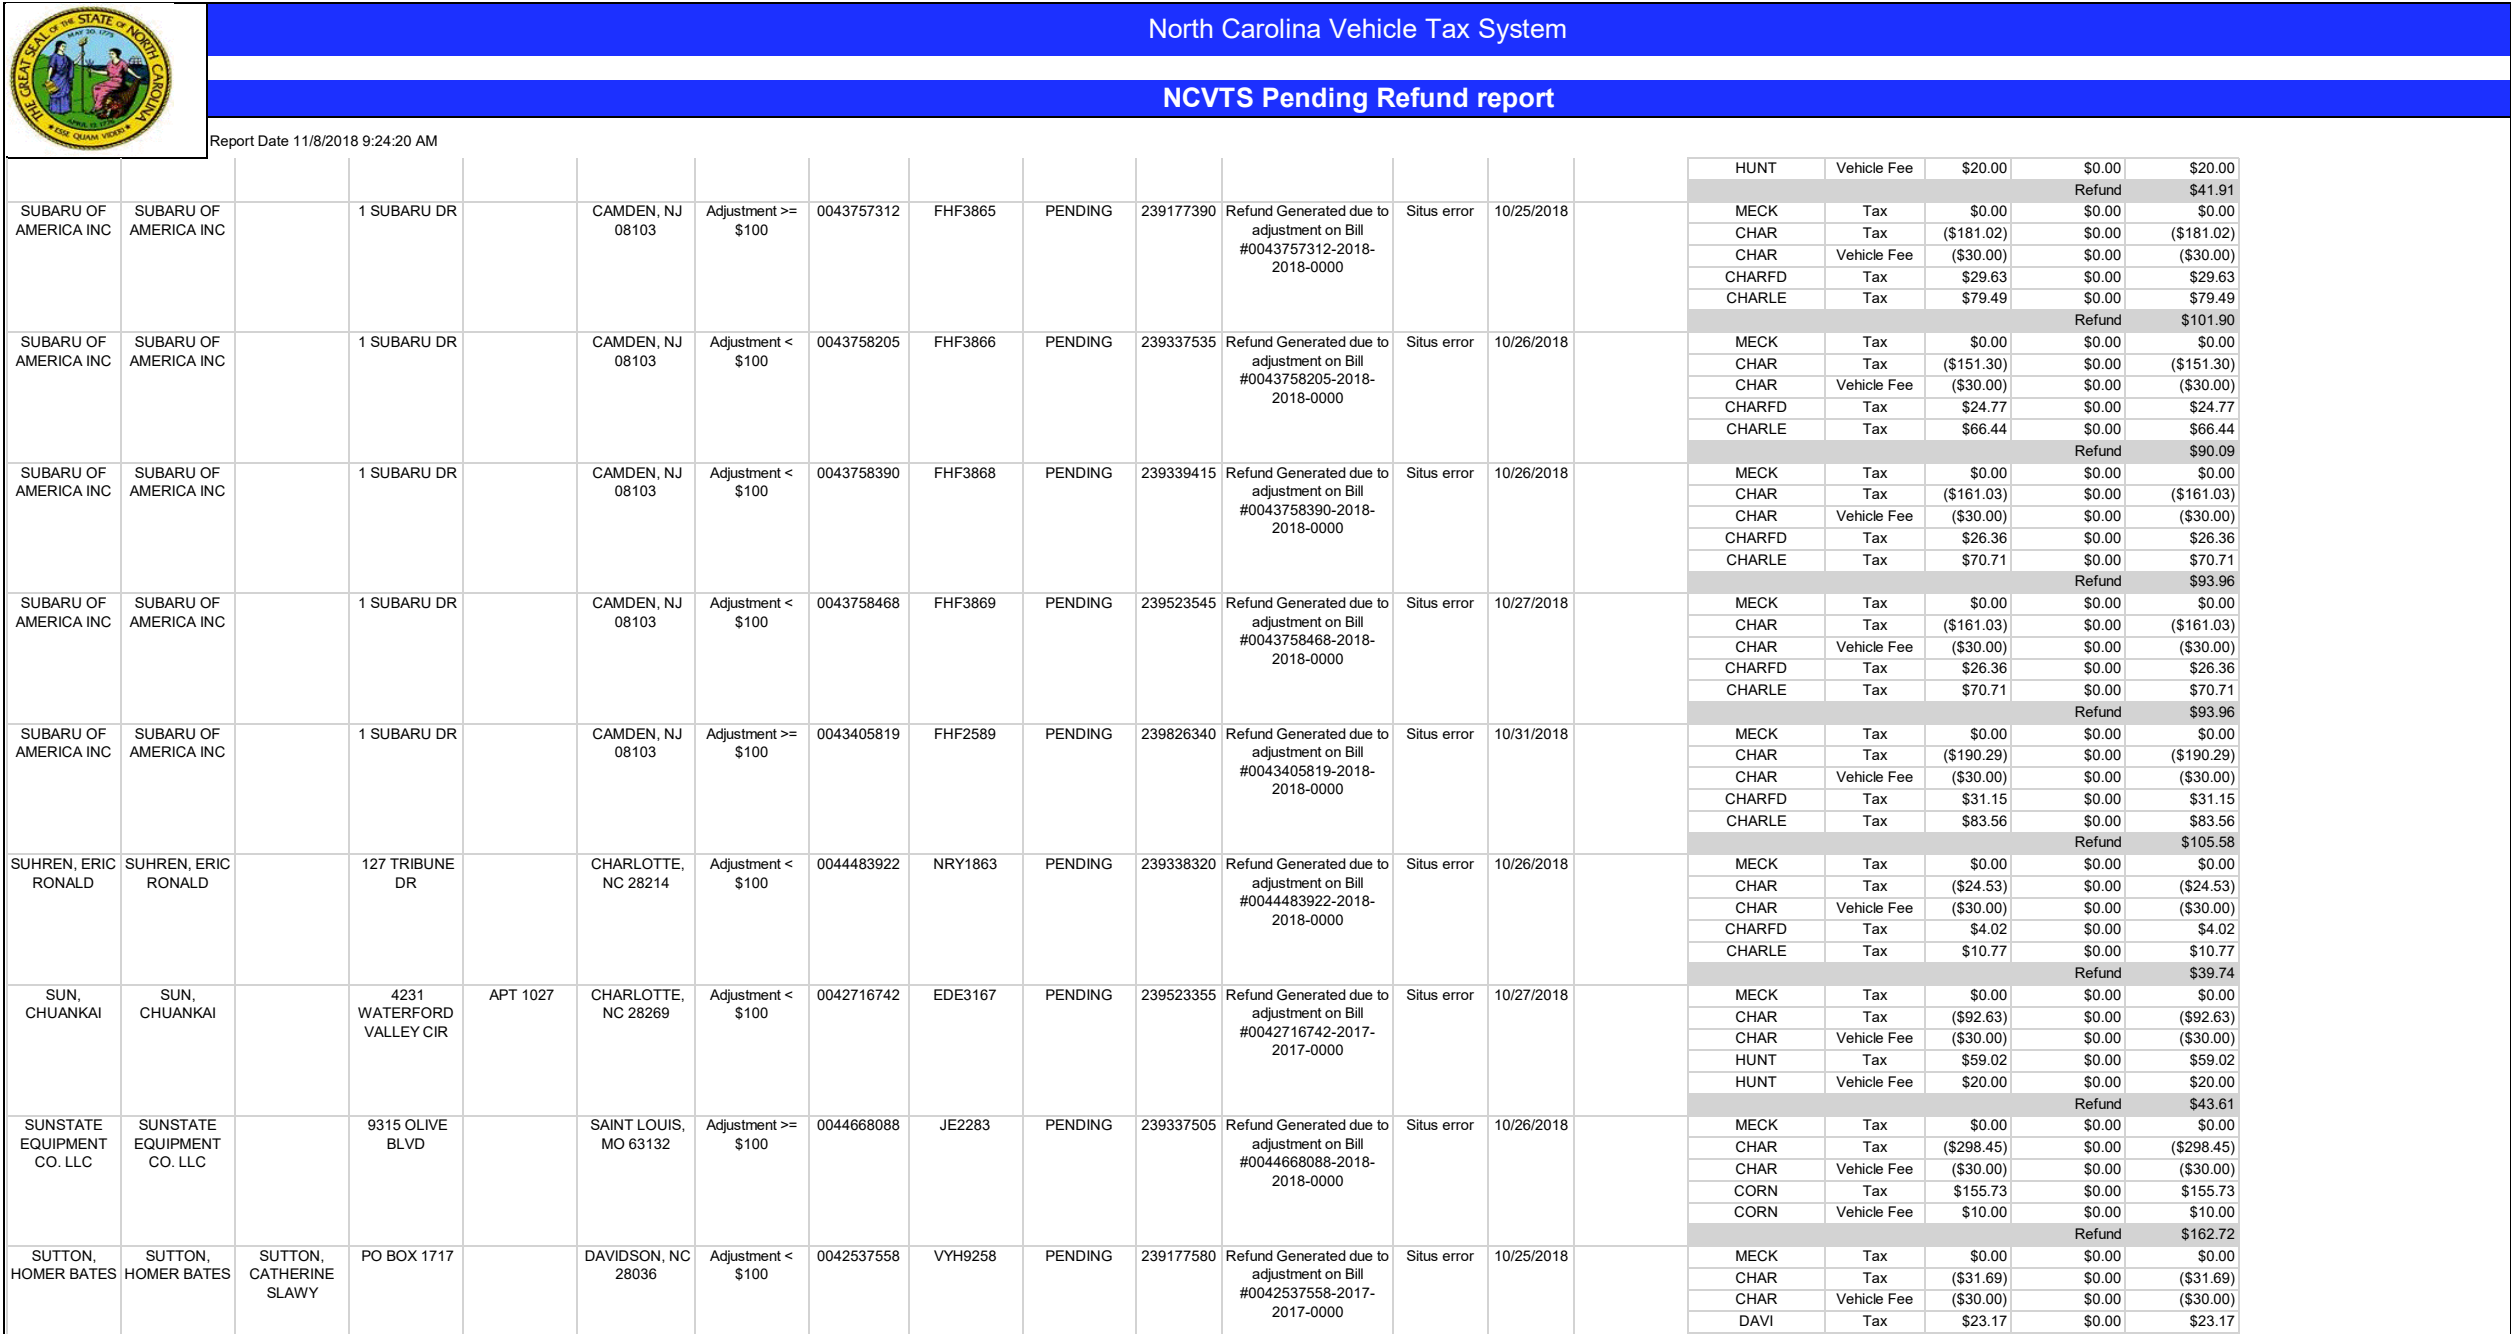 THE GREAT SEAL OF THE STATE OF NORTH CAROLINA
MAY 20, 1775
APRIL 12, 1776
ESSE QUAM VIDERI
North Carolina Vehicle Tax System
NCVTS Pending Refund report
Report Date 11/8/2018 9:24:20 AM
HUNT Vehicle Fee $20.00 $0.00 $20.00
Refund $41.91
SUBARU OF SUBARU OF 1 SUBARU DR CAMDEN, NJ Adjustment >= 0043757312 FHF3865 PENDING 239177390 Refund Generated due to Situs error 10/25/2018 MECK Tax $0.00 $0.00 $0.00
AMERICA INC AMERICA INC 08103 $100 adjustment on Bill CHAR Tax ($181.02) $0.00 ($181.02)
#0043757312-2018- CHAR Vehicle Fee ($30.00) $0.00 ($30.00)
2018-0000 CHARFD Tax $29.63 $0.00 $29.63
CHARLE Tax $79.49 $0.00 $79.49
Refund $101.90
SUBARU OF SUBARU OF 1 SUBARU DR CAMDEN, NJ Adjustment < 0043758205 FHF3866 PENDING 239337535 Refund Generated due to Situs error 10/26/2018 MECK Tax $0.00 $0.00 $0.00
AMERICA INC AMERICA INC 08103 $100 adjustment on Bill CHAR Tax ($151.30) $0.00 ($151.30)
#0043758205-2018- CHAR Vehicle Fee ($30.00) $0.00 ($30.00)
2018-0000 CHARFD Tax $24.77 $0.00 $24.77
CHARLE Tax $66.44 $0.00 $66.44
Refund $90.09
SUBARU OF SUBARU OF 1 SUBARU DR CAMDEN, NJ Adjustment < 0043758390 FHF3868 PENDING 239339415 Refund Generated due to Situs error 10/26/2018 MECK Tax $0.00 $0.00 $0.00
AMERICA INC AMERICA INC 08103 $100 adjustment on Bill CHAR Tax ($161.03) $0.00 ($161.03)
#0043758390-2018- CHAR Vehicle Fee ($30.00) $0.00 ($30.00)
2018-0000 CHARFD Tax $26.36 $0.00 $26.36
CHARLE Tax $70.71 $0.00 $70.71
Refund $93.96
SUBARU OF SUBARU OF 1 SUBARU DR CAMDEN, NJ Adjustment < 0043758468 FHF3869 PENDING 239523545 Refund Generated due to Situs error 10/27/2018 MECK Tax $0.00 $0.00 $0.00
AMERICA INC AMERICA INC 08103 $100 adjustment on Bill CHAR Tax ($161.03) $0.00 ($161.03)
#0043758468-2018- CHAR Vehicle Fee ($30.00) $0.00 ($30.00)
2018-0000 CHARFD Tax $26.36 $0.00 $26.36
CHARLE Tax $70.71 $0.00 $70.71
Refund $93.96
SUBARU OF SUBARU OF 1 SUBARU DR CAMDEN, NJ Adjustment >= 0043405819 FHF2589 PENDING 239826340 Refund Generated due to Situs error 10/31/2018 MECK Tax $0.00 $0.00 $0.00
AMERICA INC AMERICA INC 08103 $100 adjustment on Bill CHAR Tax ($190.29) $0.00 ($190.29)
#0043405819-2018- CHAR Vehicle Fee ($30.00) $0.00 ($30.00)
2018-0000 CHARFD Tax $31.15 $0.00 $31.15
CHARLE Tax $83.56 $0.00 $83.56
Refund $105.58
SUHREN, ERIC SUHREN, ERIC 127 TRIBUNE CHARLOTTE, Adjustment < 0044483922 NRY1863 PENDING 239338320 Refund Generated due to Situs error 10/26/2018 MECK Tax $0.00 $0.00 $0.00
RONALD RONALD DR NC 28214 $100 adjustment on Bill CHAR Tax ($24.53) $0.00 ($24.53)
#0044483922-2018- CHAR Vehicle Fee ($30.00) $0.00 ($30.00)
2018-0000 CHARFD Tax $4.02 $0.00 $4.02
CHARLE Tax $10.77 $0.00 $10.77
Refund $39.74
SUN, SUN, 4231 APT 1027 CHARLOTTE, Adjustment < 0042716742 EDE3167 PENDING 239523355 Refund Generated due to Situs error 10/27/2018 MECK Tax $0.00 $0.00 $0.00
CHUANKAI CHUANKAI WATERFORD NC 28269 $100 adjustment on Bill CHAR Tax ($92.63) $0.00 ($92.63)
VALLEY CIR #0042716742-2017- CHAR Vehicle Fee ($30.00) $0.00 ($30.00)
2017-0000 HUNT Tax $59.02 $0.00 $59.02
HUNT Vehicle Fee $20.00 $0.00 $20.00
Refund $43.61
SUNSTATE SUNSTATE 9315 OLIVE SAINT LOUIS, Adjustment >= 0044668088 JE2283 PENDING 239337505 Refund Generated due to Situs error 10/26/2018 MECK Tax $0.00 $0.00 $0.00
EQUIPMENT EQUIPMENT BLVD MO 63132 $100 adjustment on Bill CHAR Tax ($298.45) $0.00 ($298.45)
CO. LLC CO. LLC #0044668088-2018- CHAR Vehicle Fee ($30.00) $0.00 ($30.00)
2018-0000 CORN Tax $155.73 $0.00 $155.73
CORN Vehicle Fee $10.00 $0.00 $10.00
Refund $162.72
SUTTON, SUTTON, SUTTON, PO BOX 1717 DAVIDSON, NC Adjustment < 0042537558 VYH9258 PENDING 239177580 Refund Generated due to Situs error 10/25/2018 MECK Tax $0.00 $0.00 $0.00
HOMER BATES HOMER BATES CATHERINE 28036 $100 adjustment on Bill CHAR Tax ($31.69) $0.00 ($31.69)
SLAWY #0042537558-2017- CHAR Vehicle Fee ($30.00) $0.00 ($30.00)
2017-0000 DAVI Tax $23.17 $0.00 $23.17